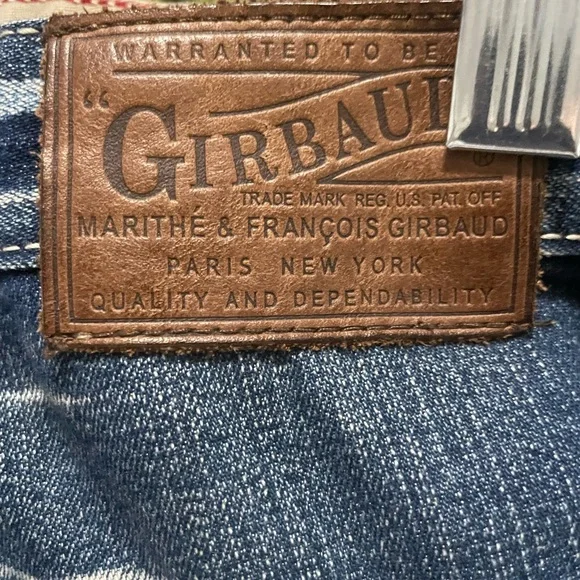 WARRANTED TO BE
"GIRBAUD
®
TRADE MARK REG. U.S. PAT. OFF
MARITHÉ & FRANÇOIS GIRBAUD
PARIS NEW YORK
QUALITY AND DEPENDABILITY